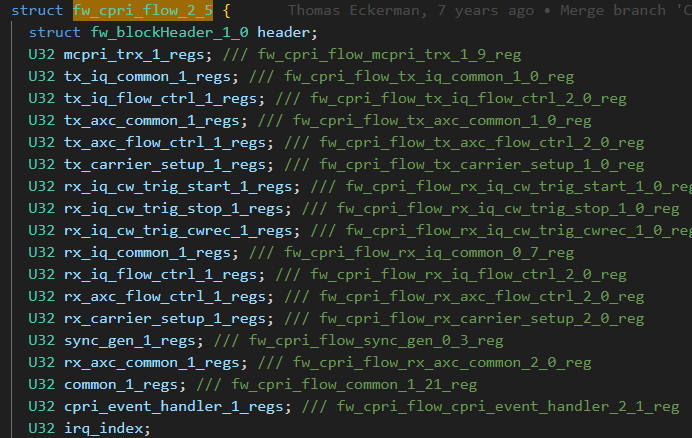 struct fw_cpri_flow_2_5 { Thomas Eckerman, 7 years ago • Merge branch 'C
struct fw_blockHeader_1_0 header;
U32 mcpri_trx_1_regs; /// fw_cpri_flow_mcpri_trx_1_9_reg
U32 tx_iq_common_1_regs; /// fw_cpri_flow_tx_iq_common_1_0_reg
U32 tx_iq_flow_ctrl_1_regs; /// fw_cpri_flow_tx_iq_flow_ctrl_2_0_reg
U32 tx_axc_common_1_regs; /// fw_cpri_flow_tx_axc_common_1_0_reg
U32 tx_axc_flow_ctrl_1_regs; /// fw_cpri_flow_tx_axc_flow_ctrl_2_0_reg
U32 tx_carrier_setup_1_regs; /// fw_cpri_flow_tx_carrier_setup_1_0_reg
U32 rx_iq_cw_trig_start_1_regs; /// fw_cpri_flow_rx_iq_cw_trig_start_1_0_reg
U32 rx_iq_cw_trig_stop_1_regs; /// fw_cpri_flow_rx_iq_cw_trig_stop_1_0_reg
U32 rx_iq_cw_trig_cwrec_1_regs; /// fw_cpri_flow_rx_iq_cw_trig_cwrec_1_0_reg
U32 rx_iq_common_1_regs; /// fw_cpri_flow_rx_iq_common_0_7_reg
U32 rx_iq_flow_ctrl_1_regs; /// fw_cpri_flow_rx_iq_flow_ctrl_2_0_reg
U32 rx_axc_flow_ctrl_1_regs; /// fw_cpri_flow_rx_axc_flow_ctrl_2_0_reg
U32 rx_carrier_setup_1_regs; /// fw_cpri_flow_rx_carrier_setup_2_0_reg
U32 sync_gen_1_regs; /// fw_cpri_flow_sync_gen_0_3_reg
U32 rx_axc_common_1_regs; /// fw_cpri_flow_rx_axc_common_2_0_reg
U32 common_1_regs; /// fw_cpri_flow_common_1_21_reg
U32 cpri_event_handler_1_regs; /// fw_cpri_flow_cpri_event_handler_2_1_reg
U32 irq_index;